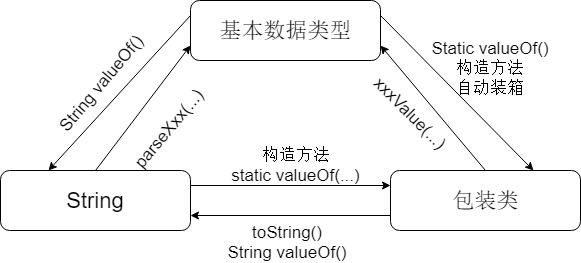 基本数据类型
String valueOf()
parseXxx(...)
xxxValue(...)
Static valueOf()
构造方法
自动装箱
String
构造方法
static valueOf(...)
toString()
String valueOf()
包装类